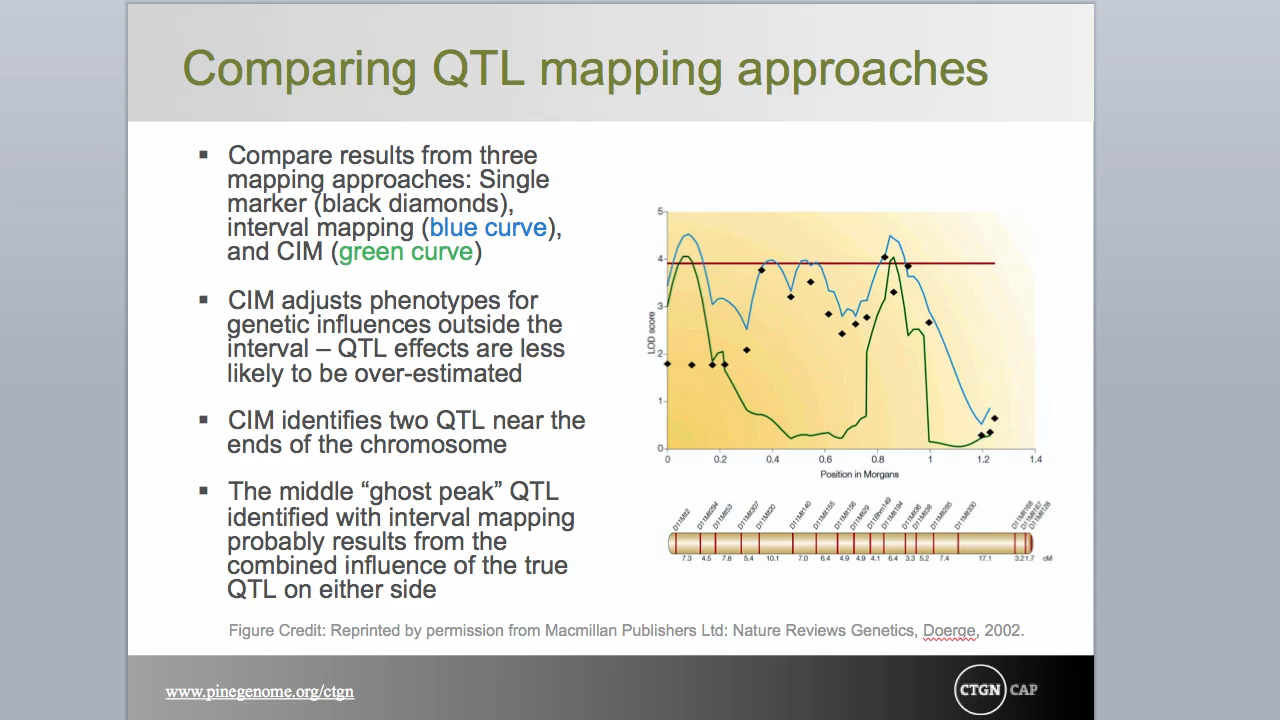 Comparing QTL mapping approaches
▪ Compare results from three
mapping approaches: Single
marker (black diamonds),
interval mapping (blue curve),
and CIM (green curve)
▪ CIM adjusts phenotypes for
genetic influences outside the
interval – QTL effects are less
likely to be over-estimated
▪ CIM identifies two QTL near the
ends of the chromosome
▪ The middle “ghost peak” QTL
identified with interval mapping
probably results from the
combined influence of the true
QTL on either side
5
4
3
2
1
0
LOD score
0 0.2 0.4 0.6 0.8 1 1.2 1.4
Position in Morgans
7.3 4.5 7.8 5.4 10.1 7.0 6.4 4.9 4.9 4.1 6.4 3.3 5.2 7.4 17.1 3.2 1.7 cM
Figure Credit: Reprinted by permission from Macmillan Publishers Ltd: Nature Reviews Genetics, Doerge, 2002.
www.pinegenome.org/ctgn
CTGN CAP